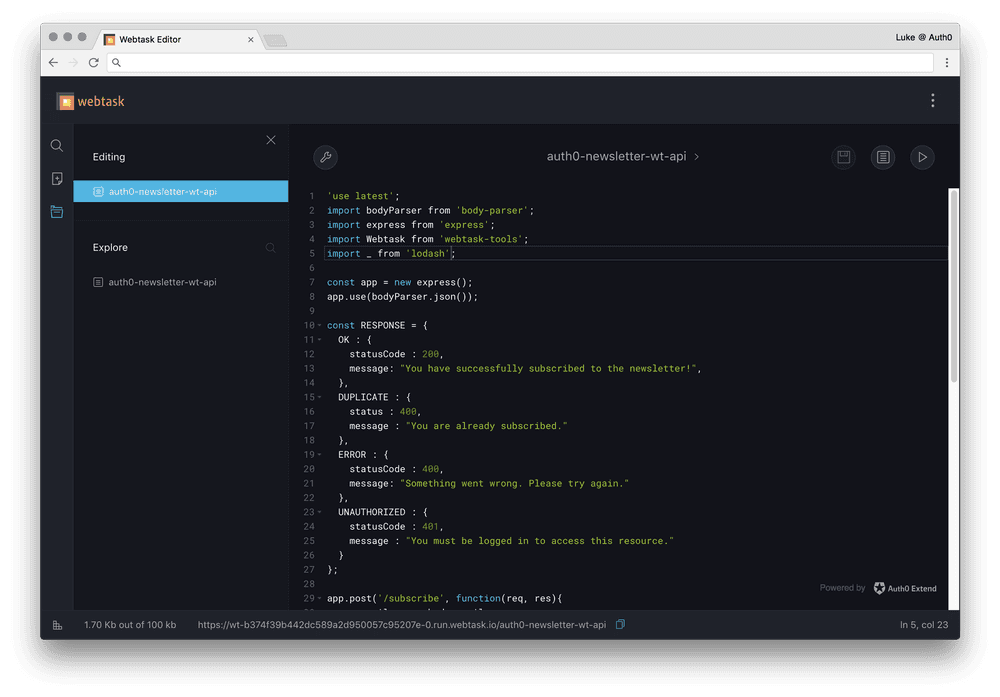 Webtask Editor
Luke @ Auth0
webtask
Editing
auth0-newsletter-wt-api
Explore
auth0-newsletter-wt-api
auth0-newsletter-wt-api
1 'use latest';
2 import bodyParser from 'body-parser';
3 import express from 'express';
4 import Webtask from 'webtask-tools';
5 import _ from 'lodash';
6
7 const app = new express();
8 app.use(bodyParser.json());
9
10 const RESPONSE = {
11 OK : {
12 statusCode : 200,
13 message: "You have successfully subscribed to the newsletter!",
14 },
15 DUPLICATE : {
16 status : 400,
17 message : "You are already subscribed."
18 },
19 ERROR : {
20 statusCode : 400,
21 message: "Something went wrong. Please try again."
22 },
23 UNAUTHORIZED : {
24 statusCode : 401,
25 message : "You must be logged in to access this resource."
26 }
27 };
28
29 app.post('/subscribe', function(req, res){
Powered by Auth0 Extend
1.70 Kb out of 100 kb
https://wt-b374f39b442dc589a2d950057c95207e-0.run.webtask.io/auth0-newsletter-wt-api
ln 5, col 23